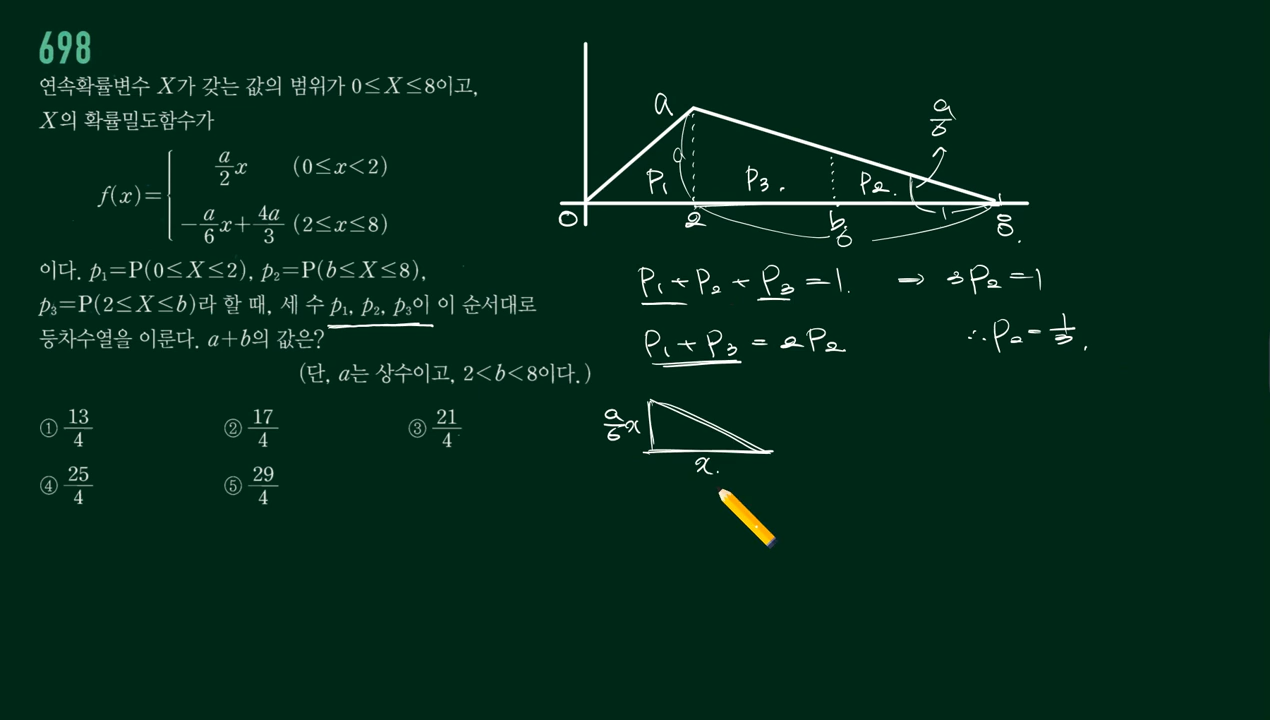 698
연속확률변수 X가 갖는 값의 범위가 0≤X≤8이고,
X의 확률밀도함수가
f(x)={ a/2 x (0≤x<2)
-a/6 x+4a/3 (2≤x≤8)
이다. p₁=P(0≤X≤2), p₂=P(b≤X≤8),
p₃=P(2≤X≤b)라 할 때, 세 수 p₁, p₂, p₃이 이 순서대로
등차수열을 이룬다. a+b의 값은?
(단, a는 상수이고, 2<b<8이다.)
① 13/4 ② 17/4 ③ 21/4
④ 25/4 ⑤ 29/4
a
a/6
a
P₁ P₃. P₂.
1
0 2 b 8.
6
P₁+P₂+P₃=1. → 3P₂=1
P₁+P₃=2P₂ ∴P₂=1/3.
a/6 x
x.